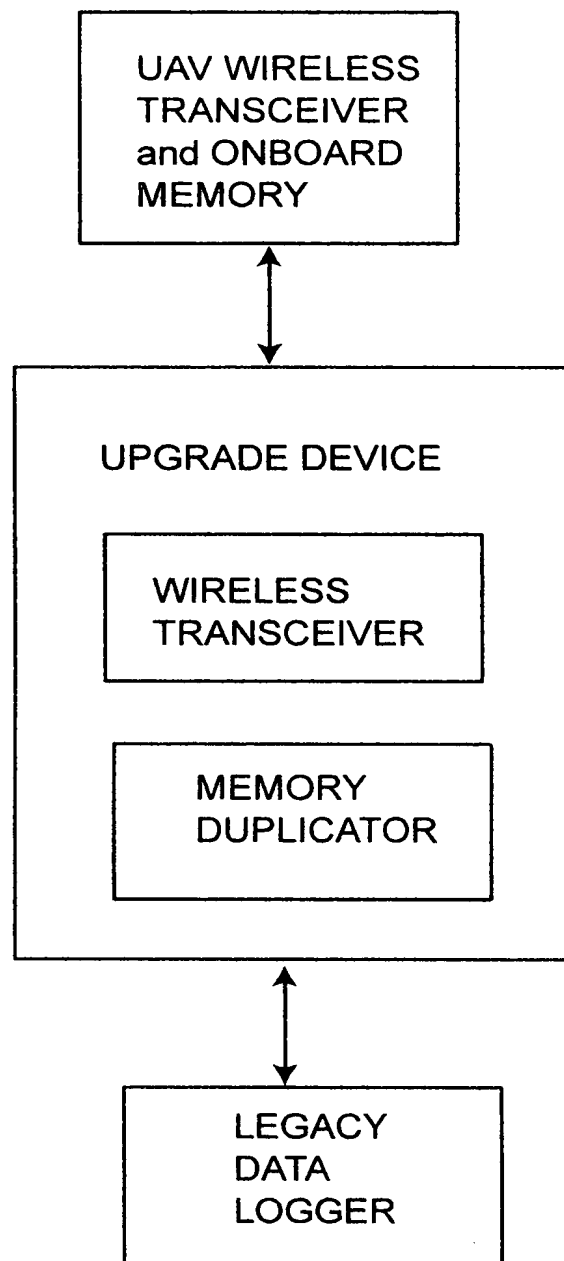 UAV WIRELESS
TRANSCEIVER
and ONBOARD
MEMORY
UPGRADE DEVICE
WIRELESS
TRANSCEIVER
MEMORY
DUPLICATOR
LEGACY
DATA
LOGGER